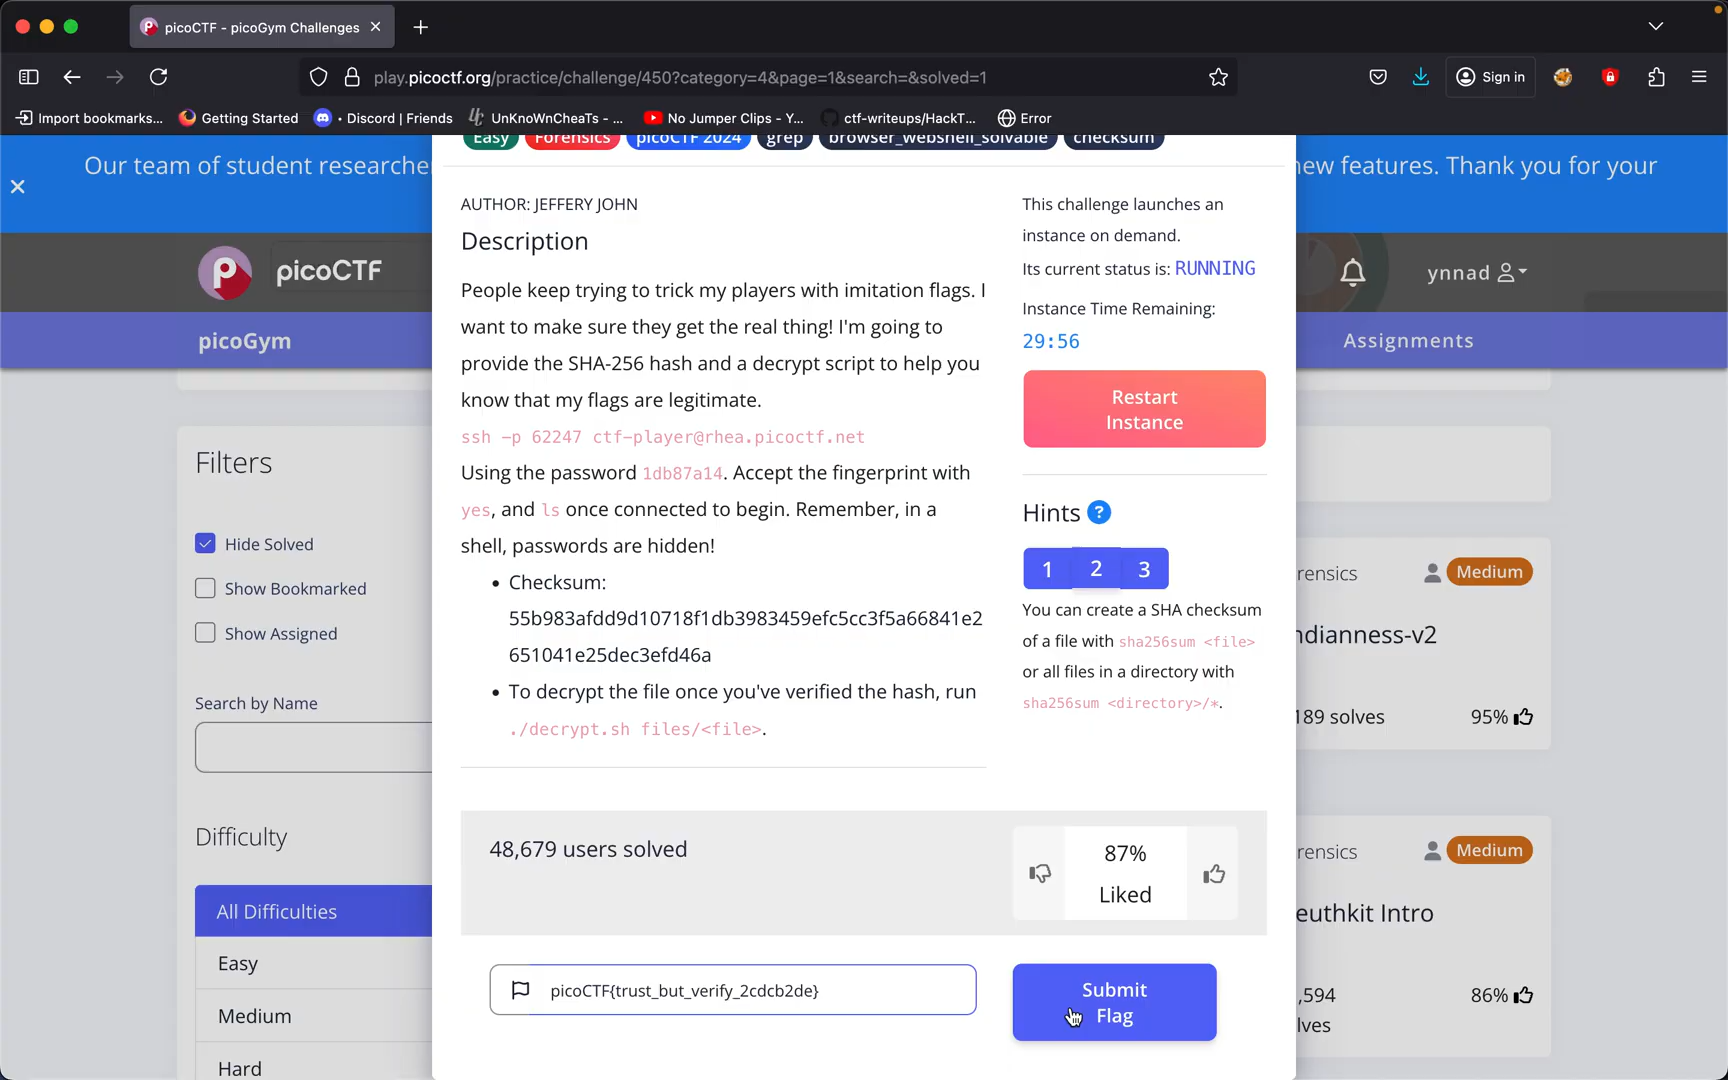 picoCTF - picoGym Challenges
play.picoctf.org/practice/challenge/450?category=4&page=1&search=&solved=1
Sign in
Import bookmarks...
Getting Started
• Discord | Friends
UnKnoWnCheaTs - ...
No Jumper Clips - Y...
ctf-writeups/HackT...
Error
Easy
Forensics
picoCTF 2024
grep
browser_webshell_solvable
checksum
Our team of student researche
new features. Thank you for your
picoCTF
ynnad
picoGym
Assignments
AUTHOR: JEFFERY JOHN
Description
People keep trying to trick my players with imitation flags. I
want to make sure they get the real thing! I'm going to
provide the SHA-256 hash and a decrypt script to help you
know that my flags are legitimate.
ssh -p 62247 ctf-player@rhea.picoctf.net
Using the password 1db87a14. Accept the fingerprint with
yes, and ls once connected to begin. Remember, in a
shell, passwords are hidden!
• Checksum:
55b983afdd9d10718f1db3983459efc5cc3f5a66841e2
651041e25dec3efd46a
• To decrypt the file once you've verified the hash, run
./decrypt.sh files/<file>.
This challenge launches an
instance on demand.
Its current status is: RUNNING
Instance Time Remaining:
29:56
Restart
Instance
Hints ?
1 2 3
You can create a SHA checksum
of a file with sha256sum <file>
or all files in a directory with
sha256sum <directory>/*.
48,679 users solved
87%
Liked
picoCTF{trust_but_verify_2cdcb2de}
Submit
Flag
Filters
Hide Solved
Show Bookmarked
Show Assigned
Search by Name
Difficulty
All Difficulties
Easy
Medium
Hard
rensics
Medium
ndianness-v2
189 solves
95%
rensics
Medium
euthkit Intro
,594
lves
86%